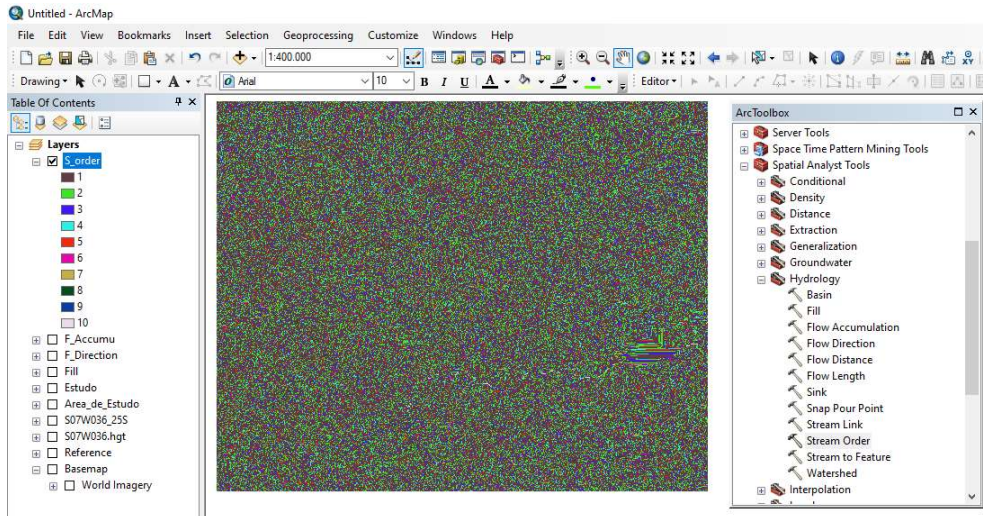 Untitled - ArcMap
File Edit View Bookmarks Insert Selection Geoprocessing Customize Windows Help
1:400.000
Drawing A Arial 10 B I U A Editor
Table Of Contents
Layers
S_order
1
2
3
4
5
6
7
8
9
10
F_Accumu
F_Direction
Fill
Estudo
Area_de_Estudo
S07W036_25S
S07W036.hgt
Reference
Basemap
World Imagery
ArcToolbox
Server Tools
Space Time Pattern Mining Tools
Spatial Analyst Tools
Conditional
Density
Distance
Extraction
Generalization
Groundwater
Hydrology
Basin
Fill
Flow Accumulation
Flow Direction
Flow Distance
Flow Length
Sink
Snap Pour Point
Stream Link
Stream Order
Stream to Feature
Watershed
Interpolation